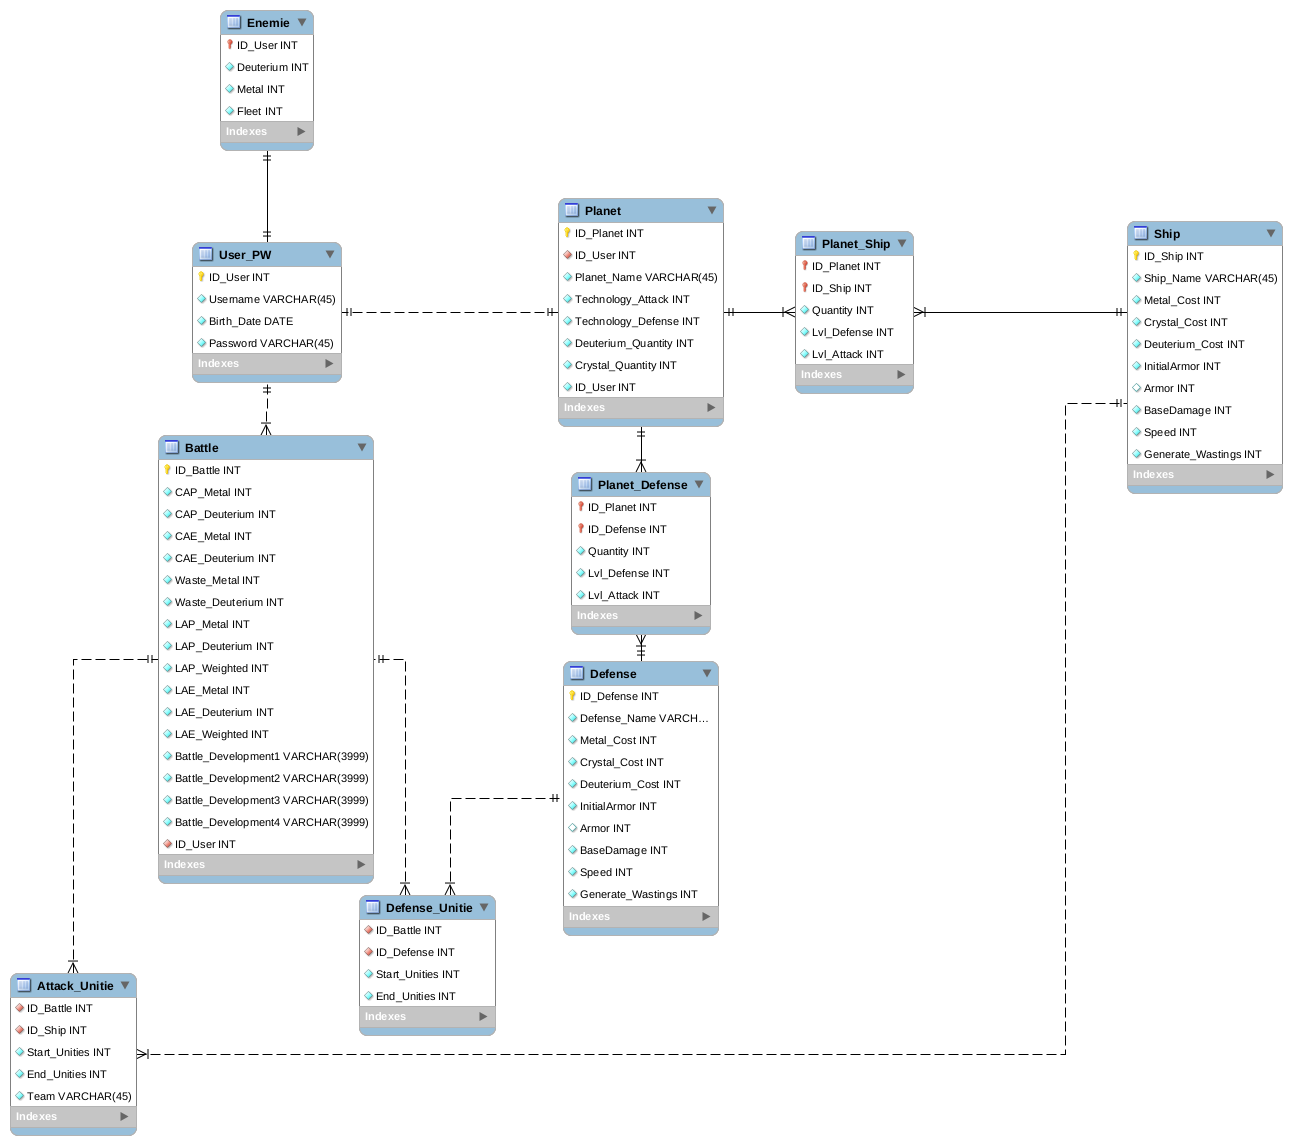 Enemie
ID_User INT
Deuterium INT
Metal INT
Fleet INT
Indexes
User_PW
ID_User INT
Username VARCHAR(45)
Birth_Date DATE
Password VARCHAR(45)
Indexes
Planet
ID_Planet INT
ID_User INT
Planet_Name VARCHAR(45)
Technology_Attack INT
Technology_Defense INT
Deuterium_Quantity INT
Crystal_Quantity INT
ID_User INT
Indexes
Planet_Ship
ID_Planet INT
ID_Ship INT
Quantity INT
Lvl_Defense INT
Lvl_Attack INT
Indexes
Ship
ID_Ship INT
Ship_Name VARCHAR(45)
Metal_Cost INT
Crystal_Cost INT
Deuterium_Cost INT
InitialArmor INT
Armor INT
BaseDamage INT
Speed INT
Generate_Wastings INT
Indexes
Battle
ID_Battle INT
CAP_Metal INT
CAP_Deuterium INT
CAE_Metal INT
CAE_Deuterium INT
Waste_Metal INT
Waste_Deuterium INT
LAP_Metal INT
LAP_Deuterium INT
LAP_Weighted INT
LAE_Metal INT
LAE_Deuterium INT
LAE_Weighted INT
Battle_Development1 VARCHAR(3999)
Battle_Development2 VARCHAR(3999)
Battle_Development3 VARCHAR(3999)
Battle_Development4 VARCHAR(3999)
ID_User INT
Indexes
Planet_Defense
ID_Planet INT
ID_Defense INT
Quantity INT
Lvl_Defense INT
Lvl_Attack INT
Indexes
Defense
ID_Defense INT
Defense_Name VARCH...
Metal_Cost INT
Crystal_Cost INT
Deuterium_Cost INT
InitialArmor INT
Armor INT
BaseDamage INT
Speed INT
Generate_Wastings INT
Indexes
Defense_Unitie
ID_Battle INT
ID_Defense INT
Start_Unities INT
End_Unities INT
Indexes
Attack_Unitie
ID_Battle INT
ID_Ship INT
Start_Unities INT
End_Unities INT
Team VARCHAR(45)
Indexes